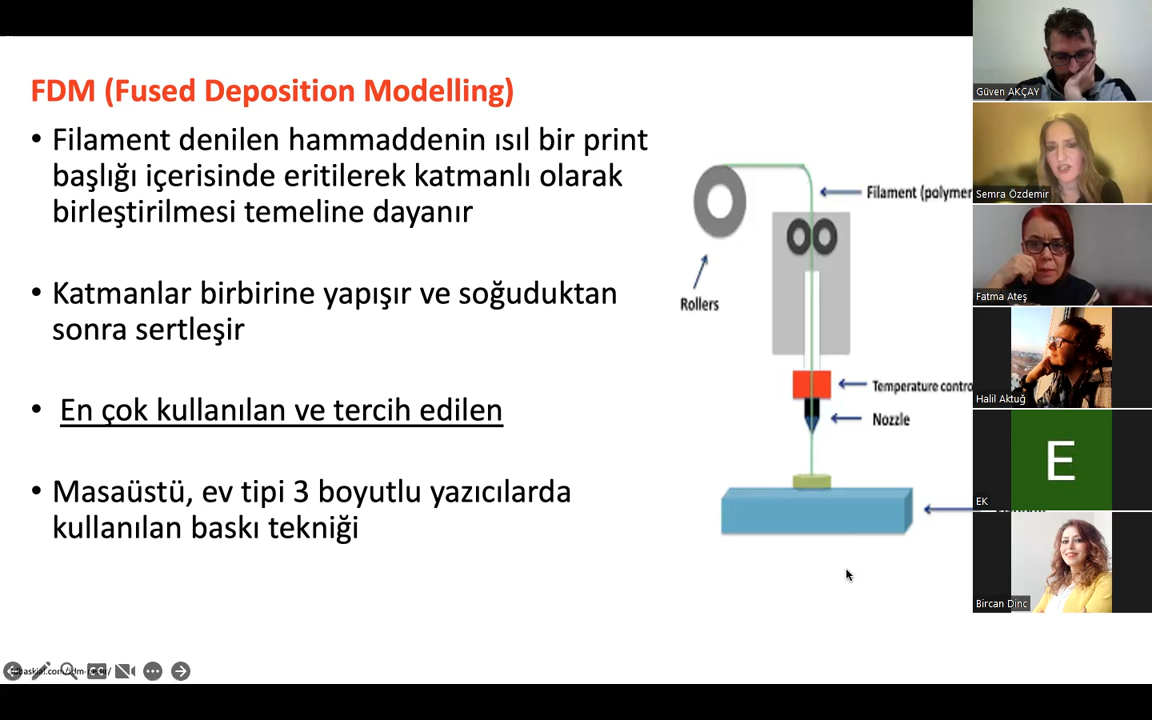 FDM (Fused Deposition Modelling)
• Filament denilen hammaddenin ısıl bir print
başlığı içerisinde eritilerek katmanlı olarak
birleştirilmesi temeline dayanır
• Katmanlar birbirine yapışır ve soğuduktan
sonra sertleşir
• En çok kullanılan ve tercih edilen
• Masaüstü, ev tipi 3 boyutlu yazıcılarda
kullanılan baskı tekniği
Filament (polymer
Rollers
Temperature contro
Nozzle
Güven AKÇAY
Semra Özdemir
Fatma Ateş
Halil Aktuğ
E
EK
Bircan Dinc